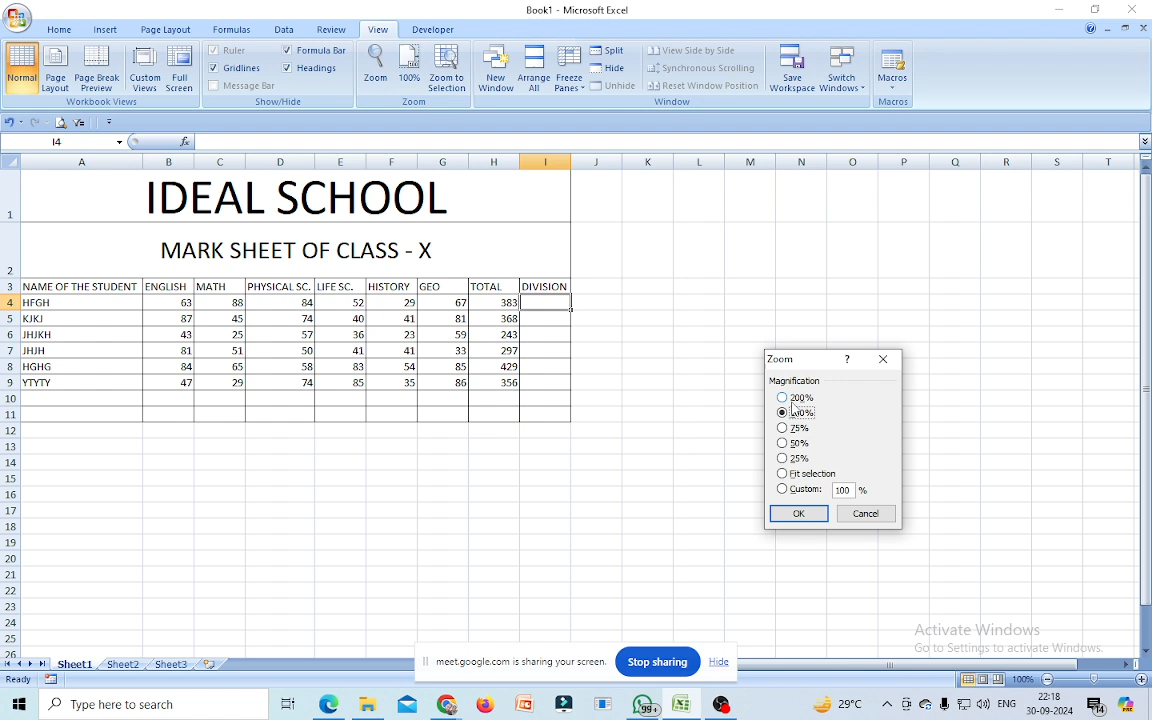 Book1 - Microsoft Excel
Home Insert Page Layout Formulas Data Review View Developer
Normal Page Layout Page Break Preview Custom Views Full Screen
Workbook Views
Ruler Formula Bar
Gridlines Headings
Message Bar
Show/Hide
Zoom 100% Zoom to Selection
Zoom
New Window Arrange All Freeze Panes Split Hide Unhide
View Side by Side
Synchronous Scrolling
Reset Window Position
Save Workspace Switch Windows
Window
Macros
Macros
I4 fx
A B C D E F G H I J K L M N O P Q R S T
1 IDEAL SCHOOL
2 MARK SHEET OF CLASS - X
3 NAME OF THE STUDENT ENGLISH MATH PHYSICAL SC. LIFE SC. HISTORY GEO TOTAL DIVISION
4 HFGH 63 88 84 52 29 67 383
5 KJKJ 87 45 74 40 41 81 368
6 JHJKH 43 25 57 36 23 59 243
7 JHJH 81 51 50 41 41 33 297
8 HGHG 84 65 58 83 54 85 429
9 YTYTY 47 29 74 85 35 86 356
10
11
12
13
14
15
16
17
18
19
20
21
22
23
24
25
26
Zoom ?
Magnification
200%
75%
50%
25%
Fit selection
Custom: 100 %
OK Cancel
Activate Windows
Go to Settings to activate Windows.
Sheet1 Sheet2 Sheet3
meet.google.com is sharing your screen. Stop sharing Hide
Ready 100%
Type here to search
99+
29°C
ENG
22:18
30-09-2024
14